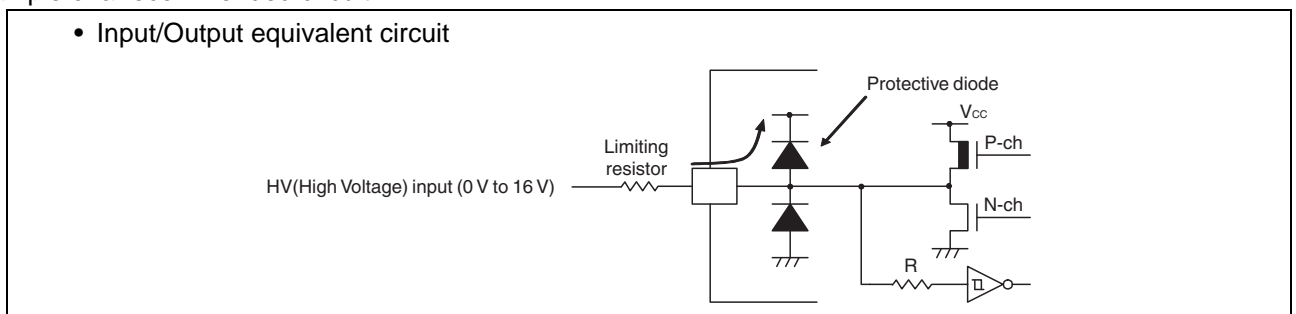 • Input/Output equivalent circuit
Protective diode
Vcc
Limiting
resistor
P-ch
HV(High Voltage) input (0 V to 16 V)
N-ch
R